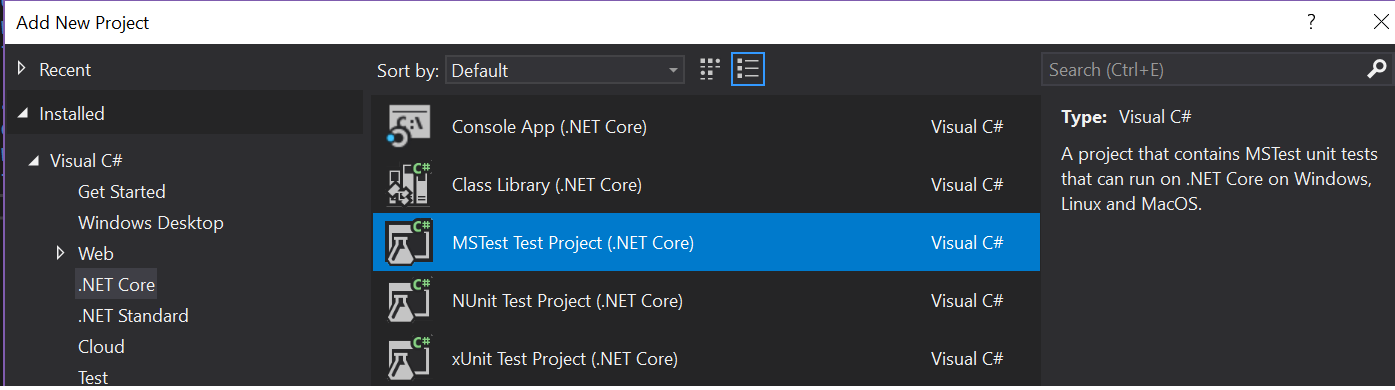 Add New Project
?
Recent
Installed
Visual C#
Get Started
Windows Desktop
Web
.NET Core
.NET Standard
Cloud
Test
Sort by:
Default
Console App (.NET Core)
Visual C#
Class Library (.NET Core)
Visual C#
MSTest Test Project (.NET Core)
Visual C#
NUnit Test Project (.NET Core)
Visual C#
xUnit Test Project (.NET Core)
Visual C#
Search (Ctrl+E)
Type: Visual C#
A project that contains MSTest unit tests
that can run on .NET Core on Windows,
Linux and MacOS.